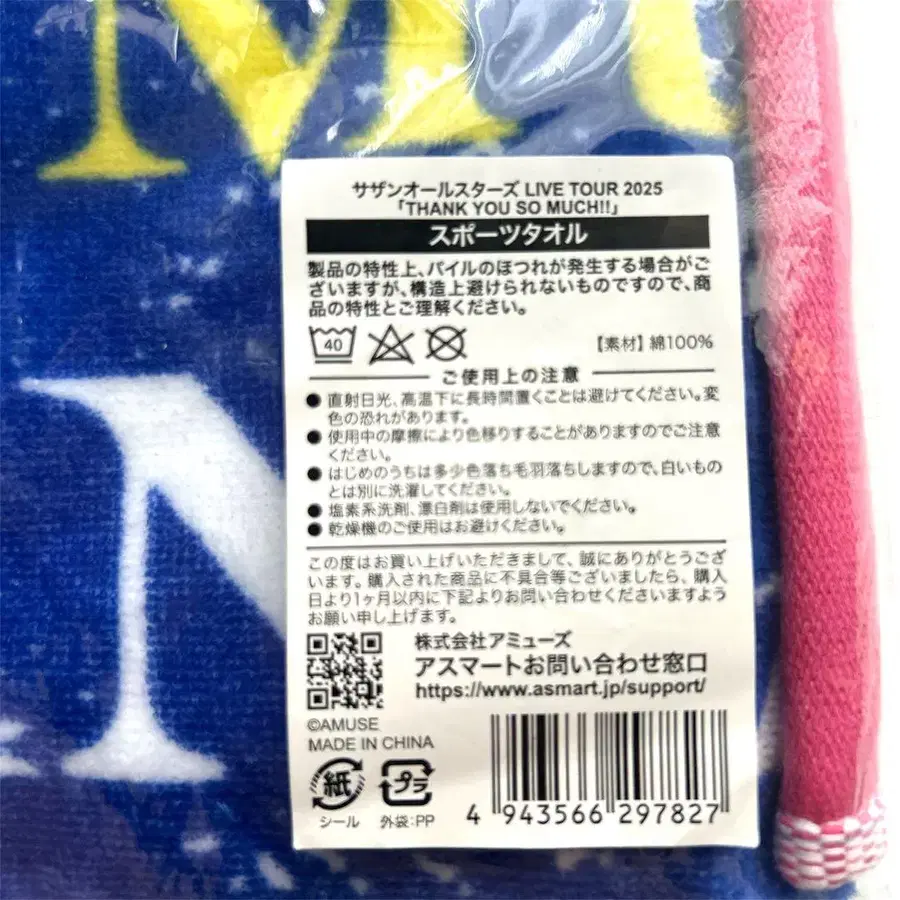 M
サザンオールスターズ LIVE TOUR 2025
「THANK YOU SO MUCH!!」
スポーツタオル
製品の特性上、パイルのほつれが発生する場合がご
ざいますが、構造上避けられないものですので、商
品の特性とご理解ください。
40
【素材】綿100%
ご使用上の注意
● 直射日光、高温下に長時間置くことは避けてください。変
色の恐れがあります。
● 使用中の摩擦により色移りすることがありますのでご注意
ください。
● はじめのうちは多少色落ち毛羽落ちしますので、白いもの
とは別に洗濯してください。
● 塩素系洗剤、漂白剤は使用しないでください。
● 乾燥機のご使用はお避けください。
この度はお買い上げいただきまして、誠にありがとうござ
います。購入された商品に不具合等ございましたら、購入
日より1ヶ月以内に下記よりお問い合わせくださいますよう
お願い申し上げます。
株式会社アミューズ
アスマートお問い合わせ窓口
https://www.asmart.jp/support/
©AMUSE
MADE IN CHINA
紙
プラ
シール
外袋:PP
4 943566 297827
N